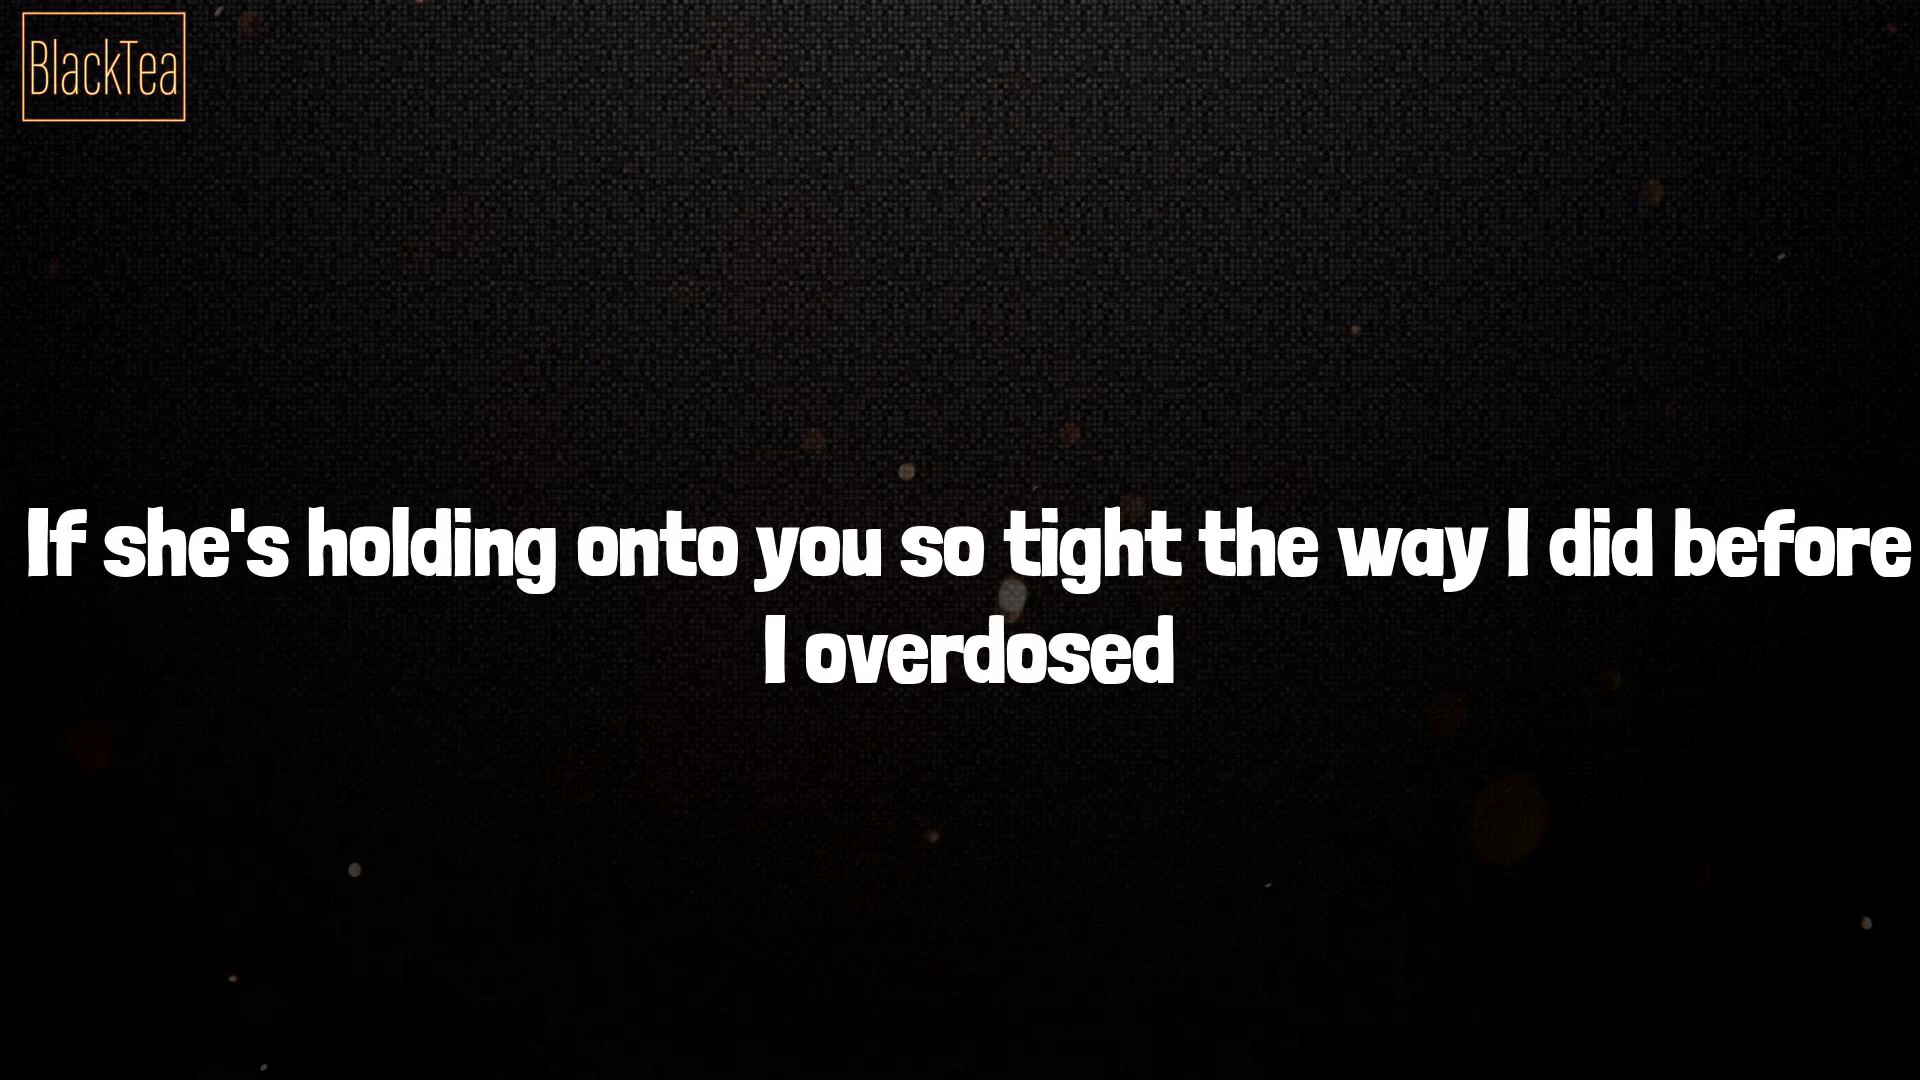 BlackTea
If she's holding onto you so tight the way I did before
I overdosed